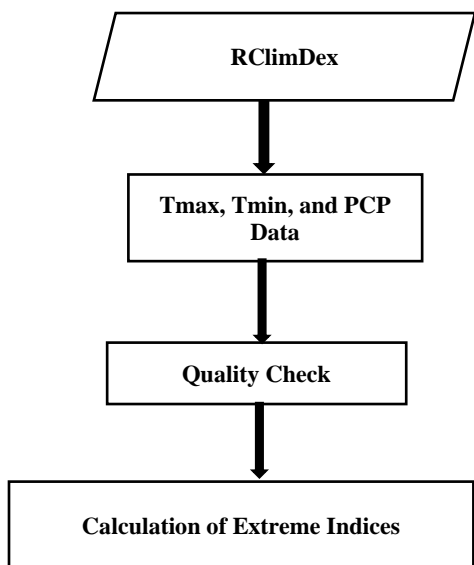 RClimDex
Tmax, Tmin, and PCP
Data
Quality Check
Calculation of Extreme Indices